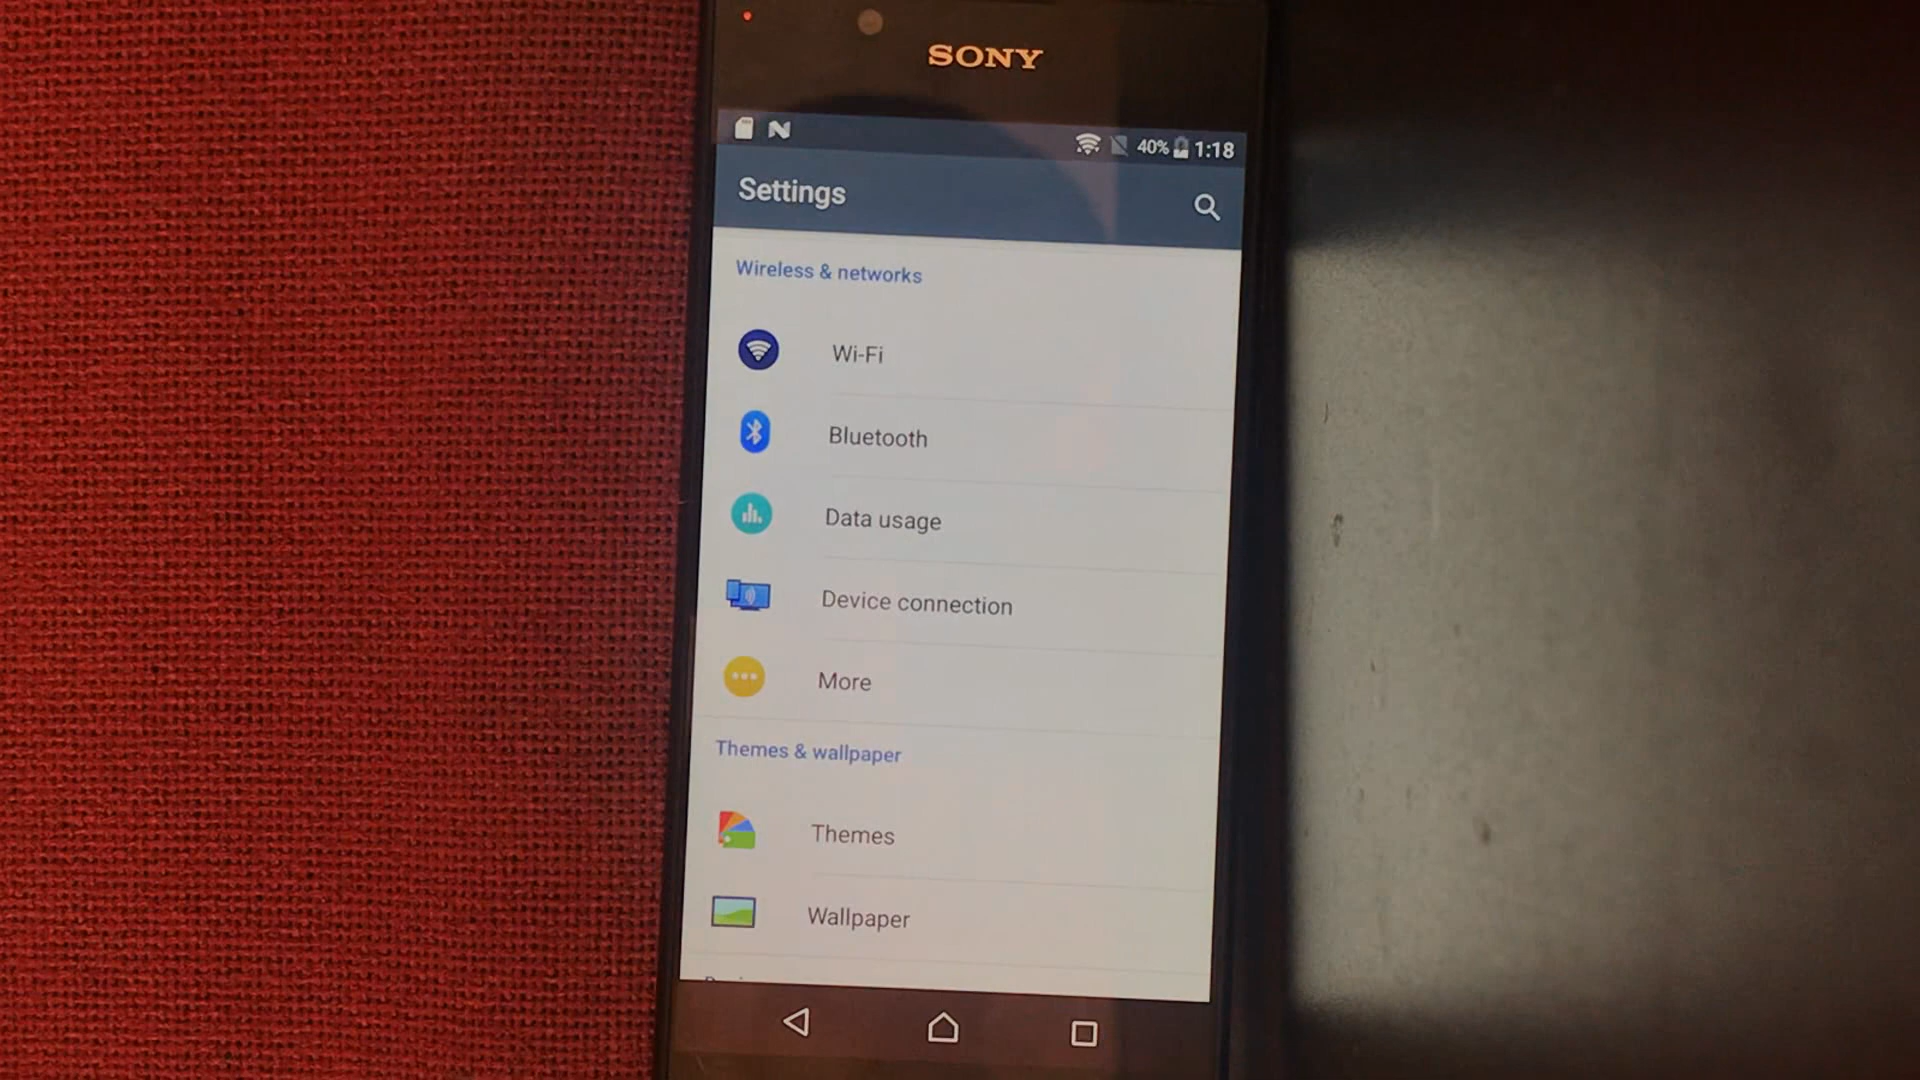 SONY
40% 1:18
Settings
Wireless & networks
Wi-Fi
Bluetooth
Data usage
Device connection
More
Themes & wallpaper
Themes
Wallpaper